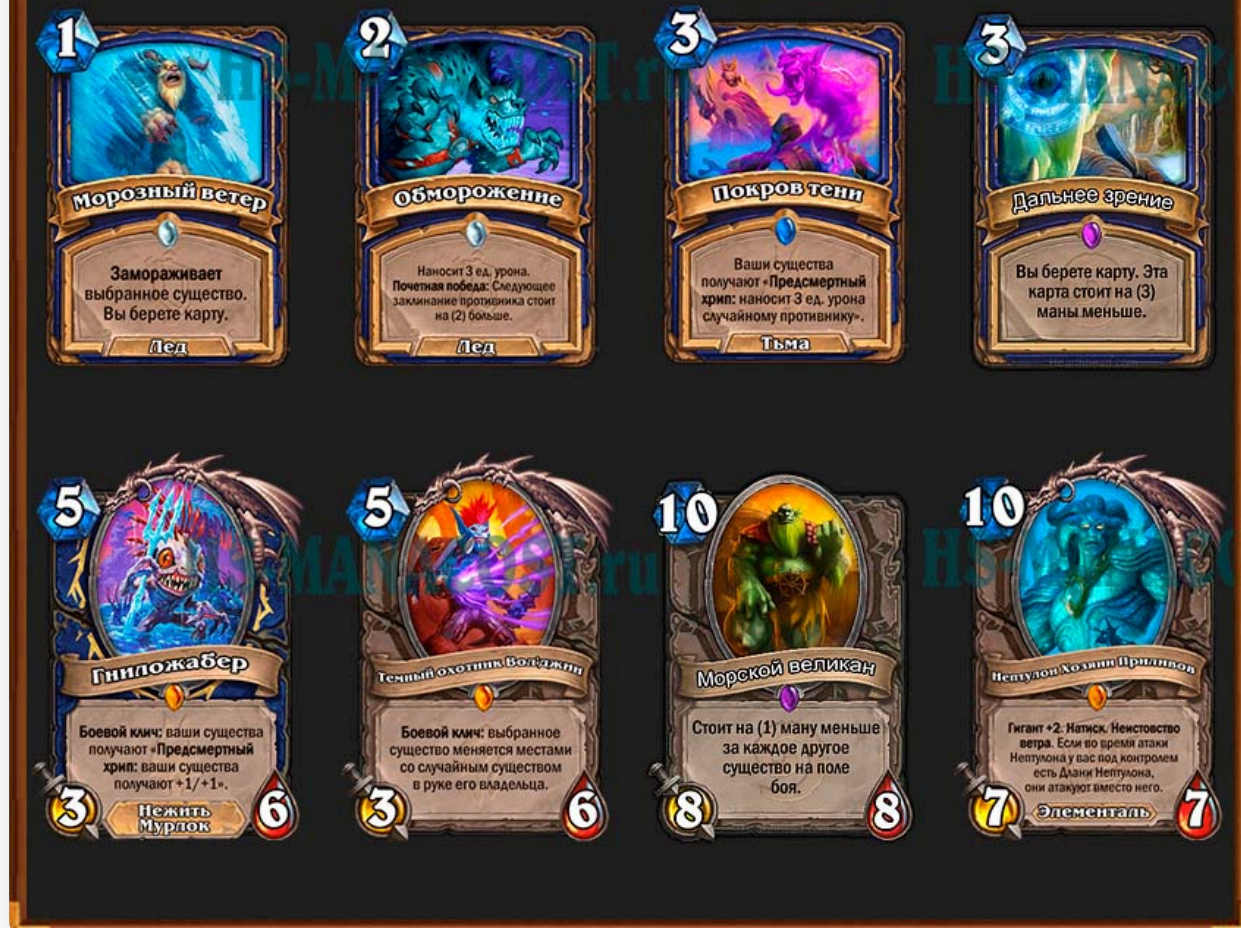 1
Морозный ветер
Замораживает
выбранное существо.
Вы берете карту.
Лед
2
Обморожение
Наносит 3 ед. урона.
Почетная победа: Следующее
заклинание противника стоит
на (2) больше.
Лед
3
Покров тени
Ваши существа
получают «Предсмертный
хрип: наносит 3 ед. урона
случайному противнику».
Тьма
3
Дальнее зрение
Вы берете карту. Эта
карта стоит на (3)
маны меньше.
HS-MANACOST.ru
5
Гниложабер
Боевой клич: ваши существа
получают «Предсмертный
хрип: ваши существа
получают +1/+1».
3
Нежить
Мурлок
6
5
Темный охотник Вол'джин
Боевой клич: выбранное
существо меняется местами
со случайным существом
в руке его владельца.
3
6
10
Морской великан
Стоит на (1) ману меньше
за каждое другое
существо на поле
боя.
8
8
10
Нептулон Хозяин Приливов
Гигант +2. Натиск. Неистовство
ветра. Если во время атаки
Нептулона у вас под контролем
есть Длани Нептулона,
они атакуют вместо него.
7
Элементаль
7
HS-MANACOST.ru